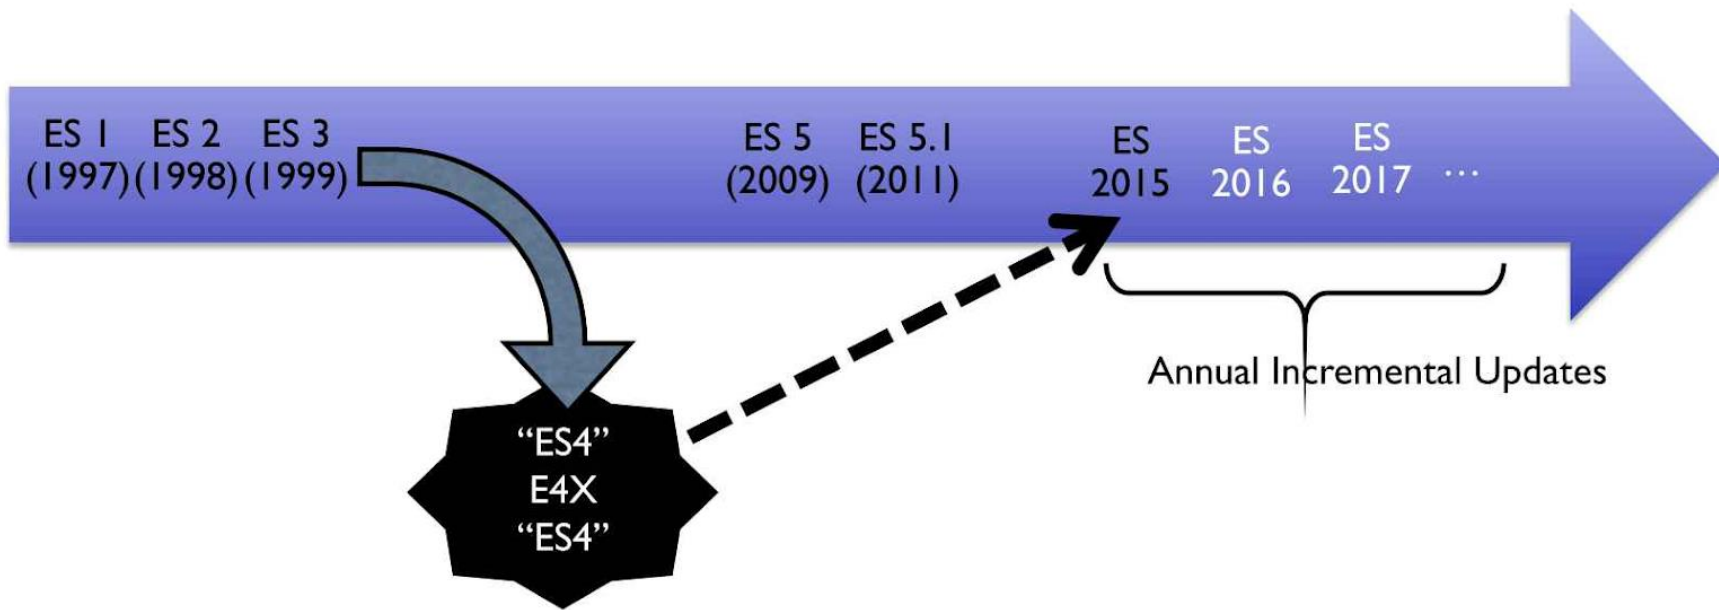 ES 1
(1997)
ES 2
(1998)
ES 3
(1999)
ES 5
(2009)
ES 5.1
(2011)
ES
2015
ES
2016
ES
2017
...
Annual Incremental Updates
“ES4”
E4X
“ES4”